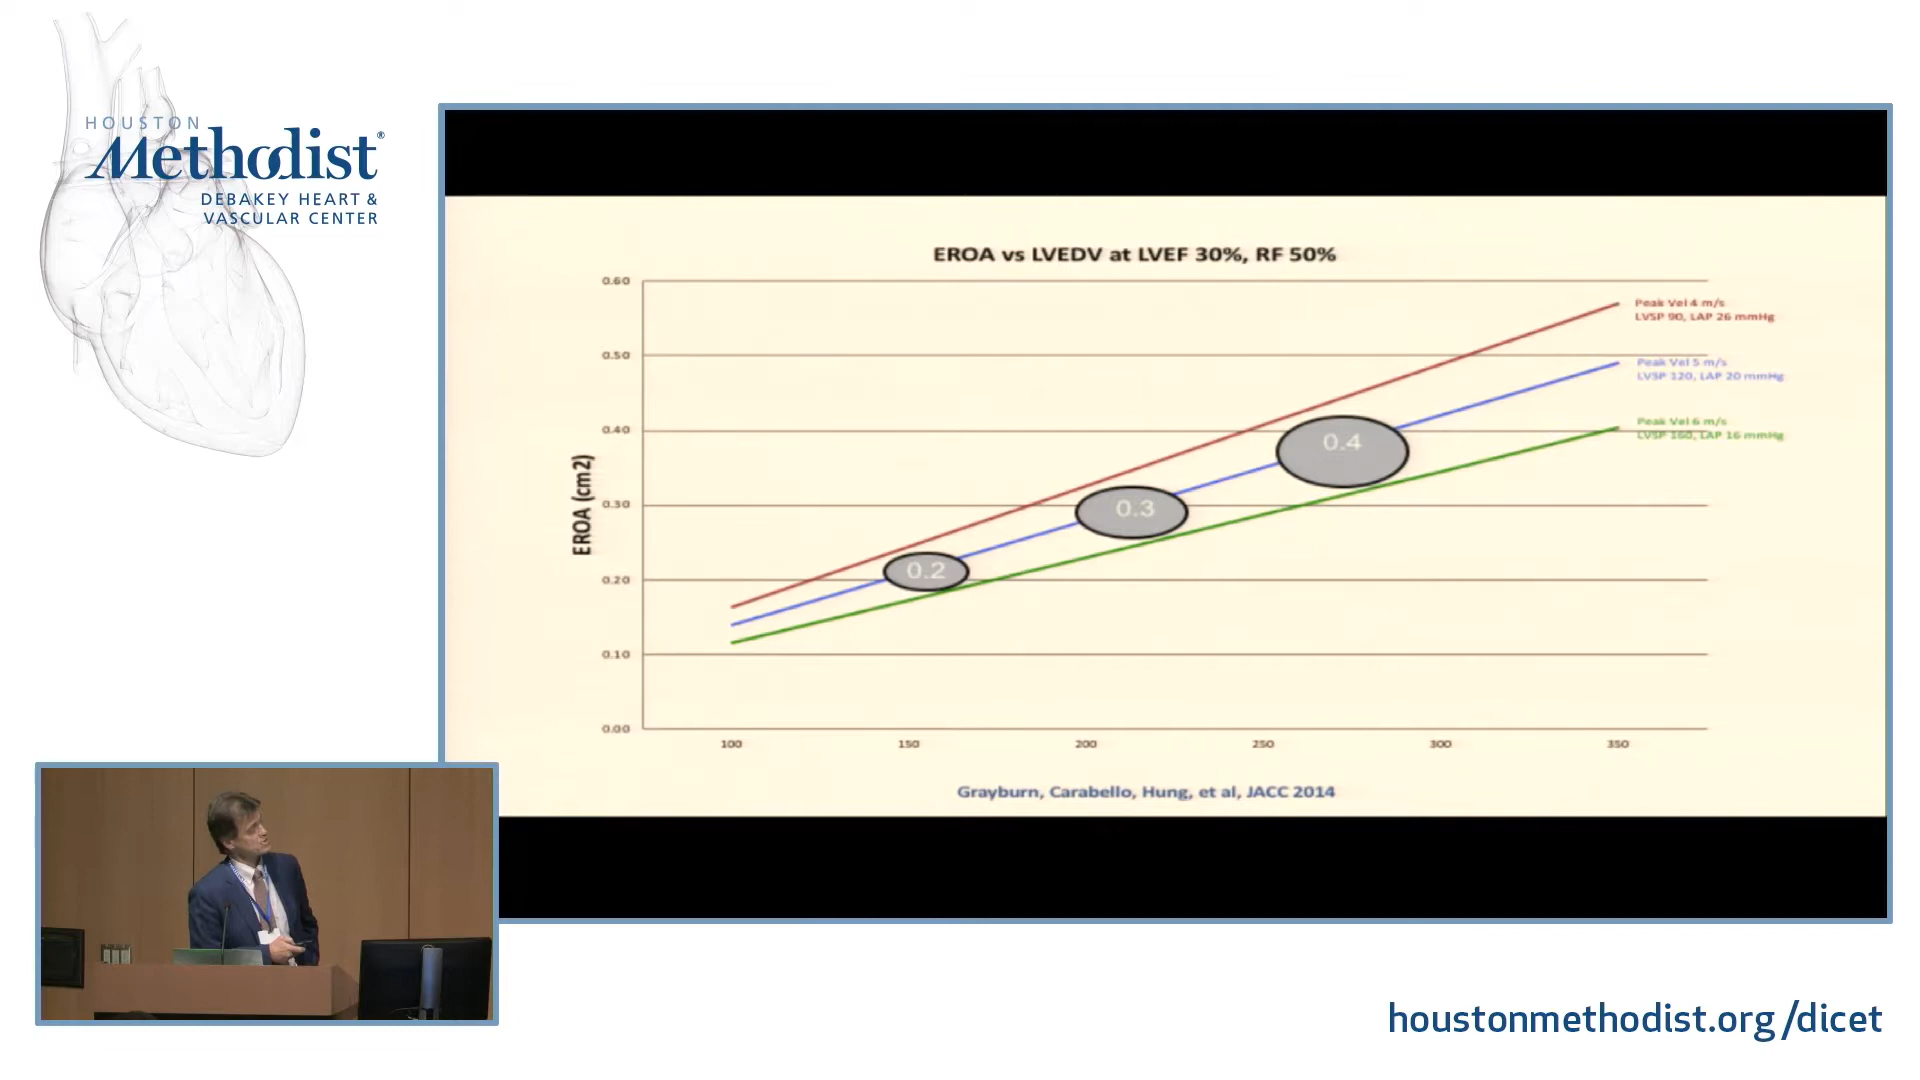 HOUSTON
Methodist®
DEBAKEY HEART &
VASCULAR CENTER
EROA vs LVEDV at LVEF 30%, RF 50%
0.60
0.50
0.40
0.30
0.20
0.10
0.00
EROA (cm2)
Peak Vel 4 m/s
LVSP 90, LAP 26 mmHg
Peak Vel 5 m/s
LVSP 120, LAP 20 mmHg
Peak Vel 6 m/s
LVSP 160, LAP 16 mmHg
0.4
0.3
0.2
100 150 200 250 300 350
Grayburn, Carabello, Hung, et al, JACC 2014
houstonmethodist.org/dicet